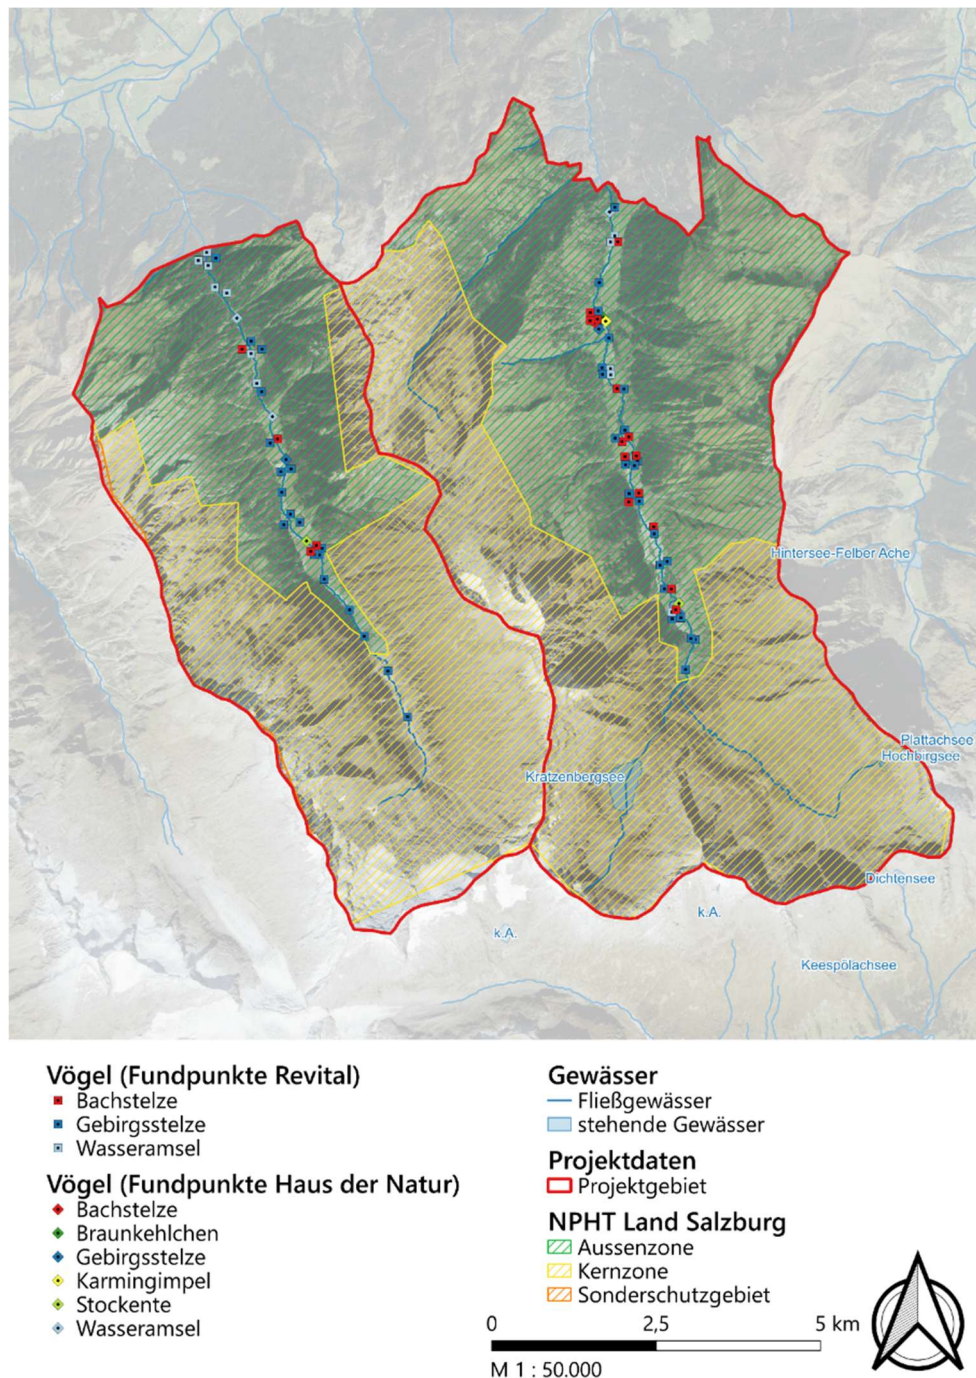 Hintersee-Felber Ache
Plattachsee
Hochbirgsee
Kratzenbergsee
Dichtensee
k.A.
k.A.
Keespölachsee
Vögel (Fundpunkte Revital)
Bachstelze
Gebirgsstelze
Wasseramsel
Vögel (Fundpunkte Haus der Natur)
Bachstelze
Braunkehlchen
Gebirgsstelze
Karmingimpel
Stockente
Wasseramsel
Gewässer
Fließgewässer
stehende Gewässer
Projektdaten
Projektgebiet
NPHT Land Salzburg
Aussenzone
Kernzone
Sonderschutzgebiet
0 2,5 5 km
M 1 : 50.000